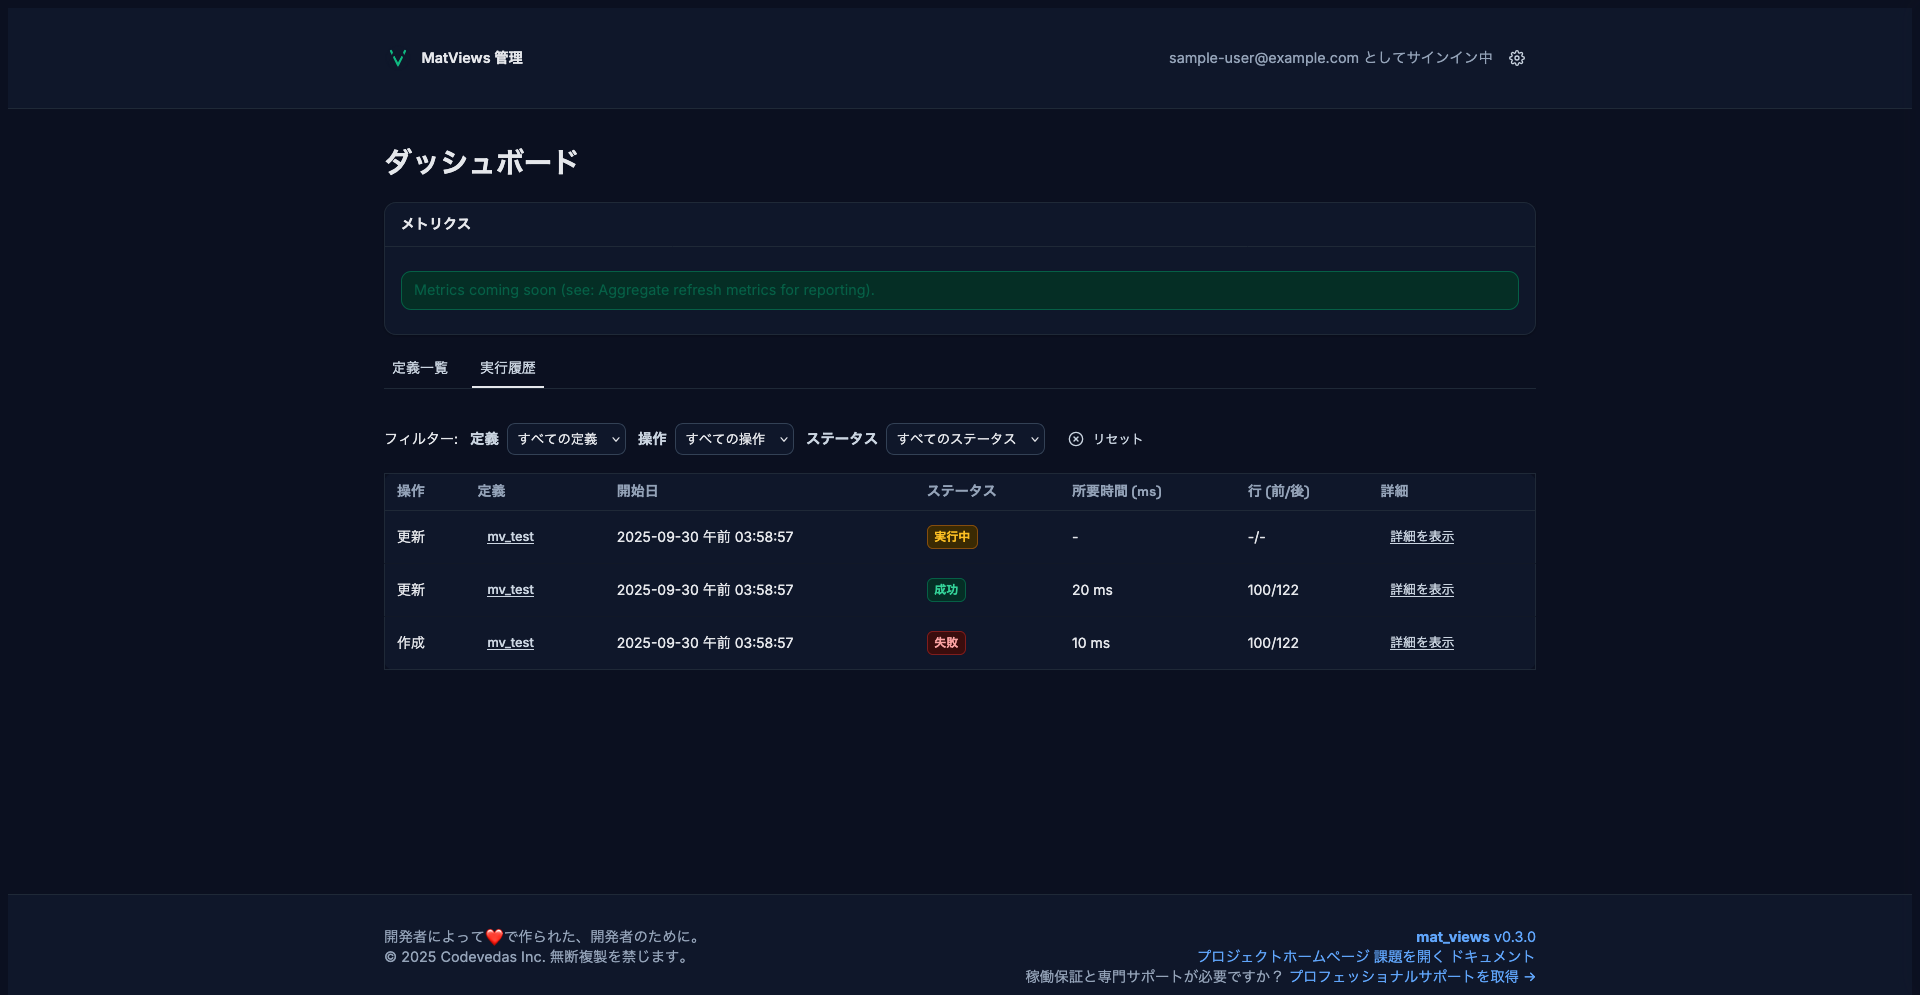 MatViews 管理
sample-user@example.com としてサインイン中
ダッシュボード
メトリクス
Metrics coming soon (see: Aggregate refresh metrics for reporting).
定義一覧 実行履歴
フィルター: 定義 すべての定義 操作 すべての操作 ステータス すべてのステータス リセット
操作 定義 開始日 ステータス 所要時間 (ms) 行 (前/後) 詳細
更新 mv_test 2025-09-30 午前 03:58:57 実行中 - -/- 詳細を表示
更新 mv_test 2025-09-30 午前 03:58:57 成功 20 ms 100/122 詳細を表示
作成 mv_test 2025-09-30 午前 03:58:57 失敗 10 ms 100/122 詳細を表示
開発者によって❤️で作られた、開発者のために。
© 2025 Codevedas Inc. 無断複製を禁じます。
mat_views v0.3.0
プロジェクトホームページ 課題を開く ドキュメント
稼働保証と専門サポートが必要ですか？ プロフェッショナルサポートを取得 →